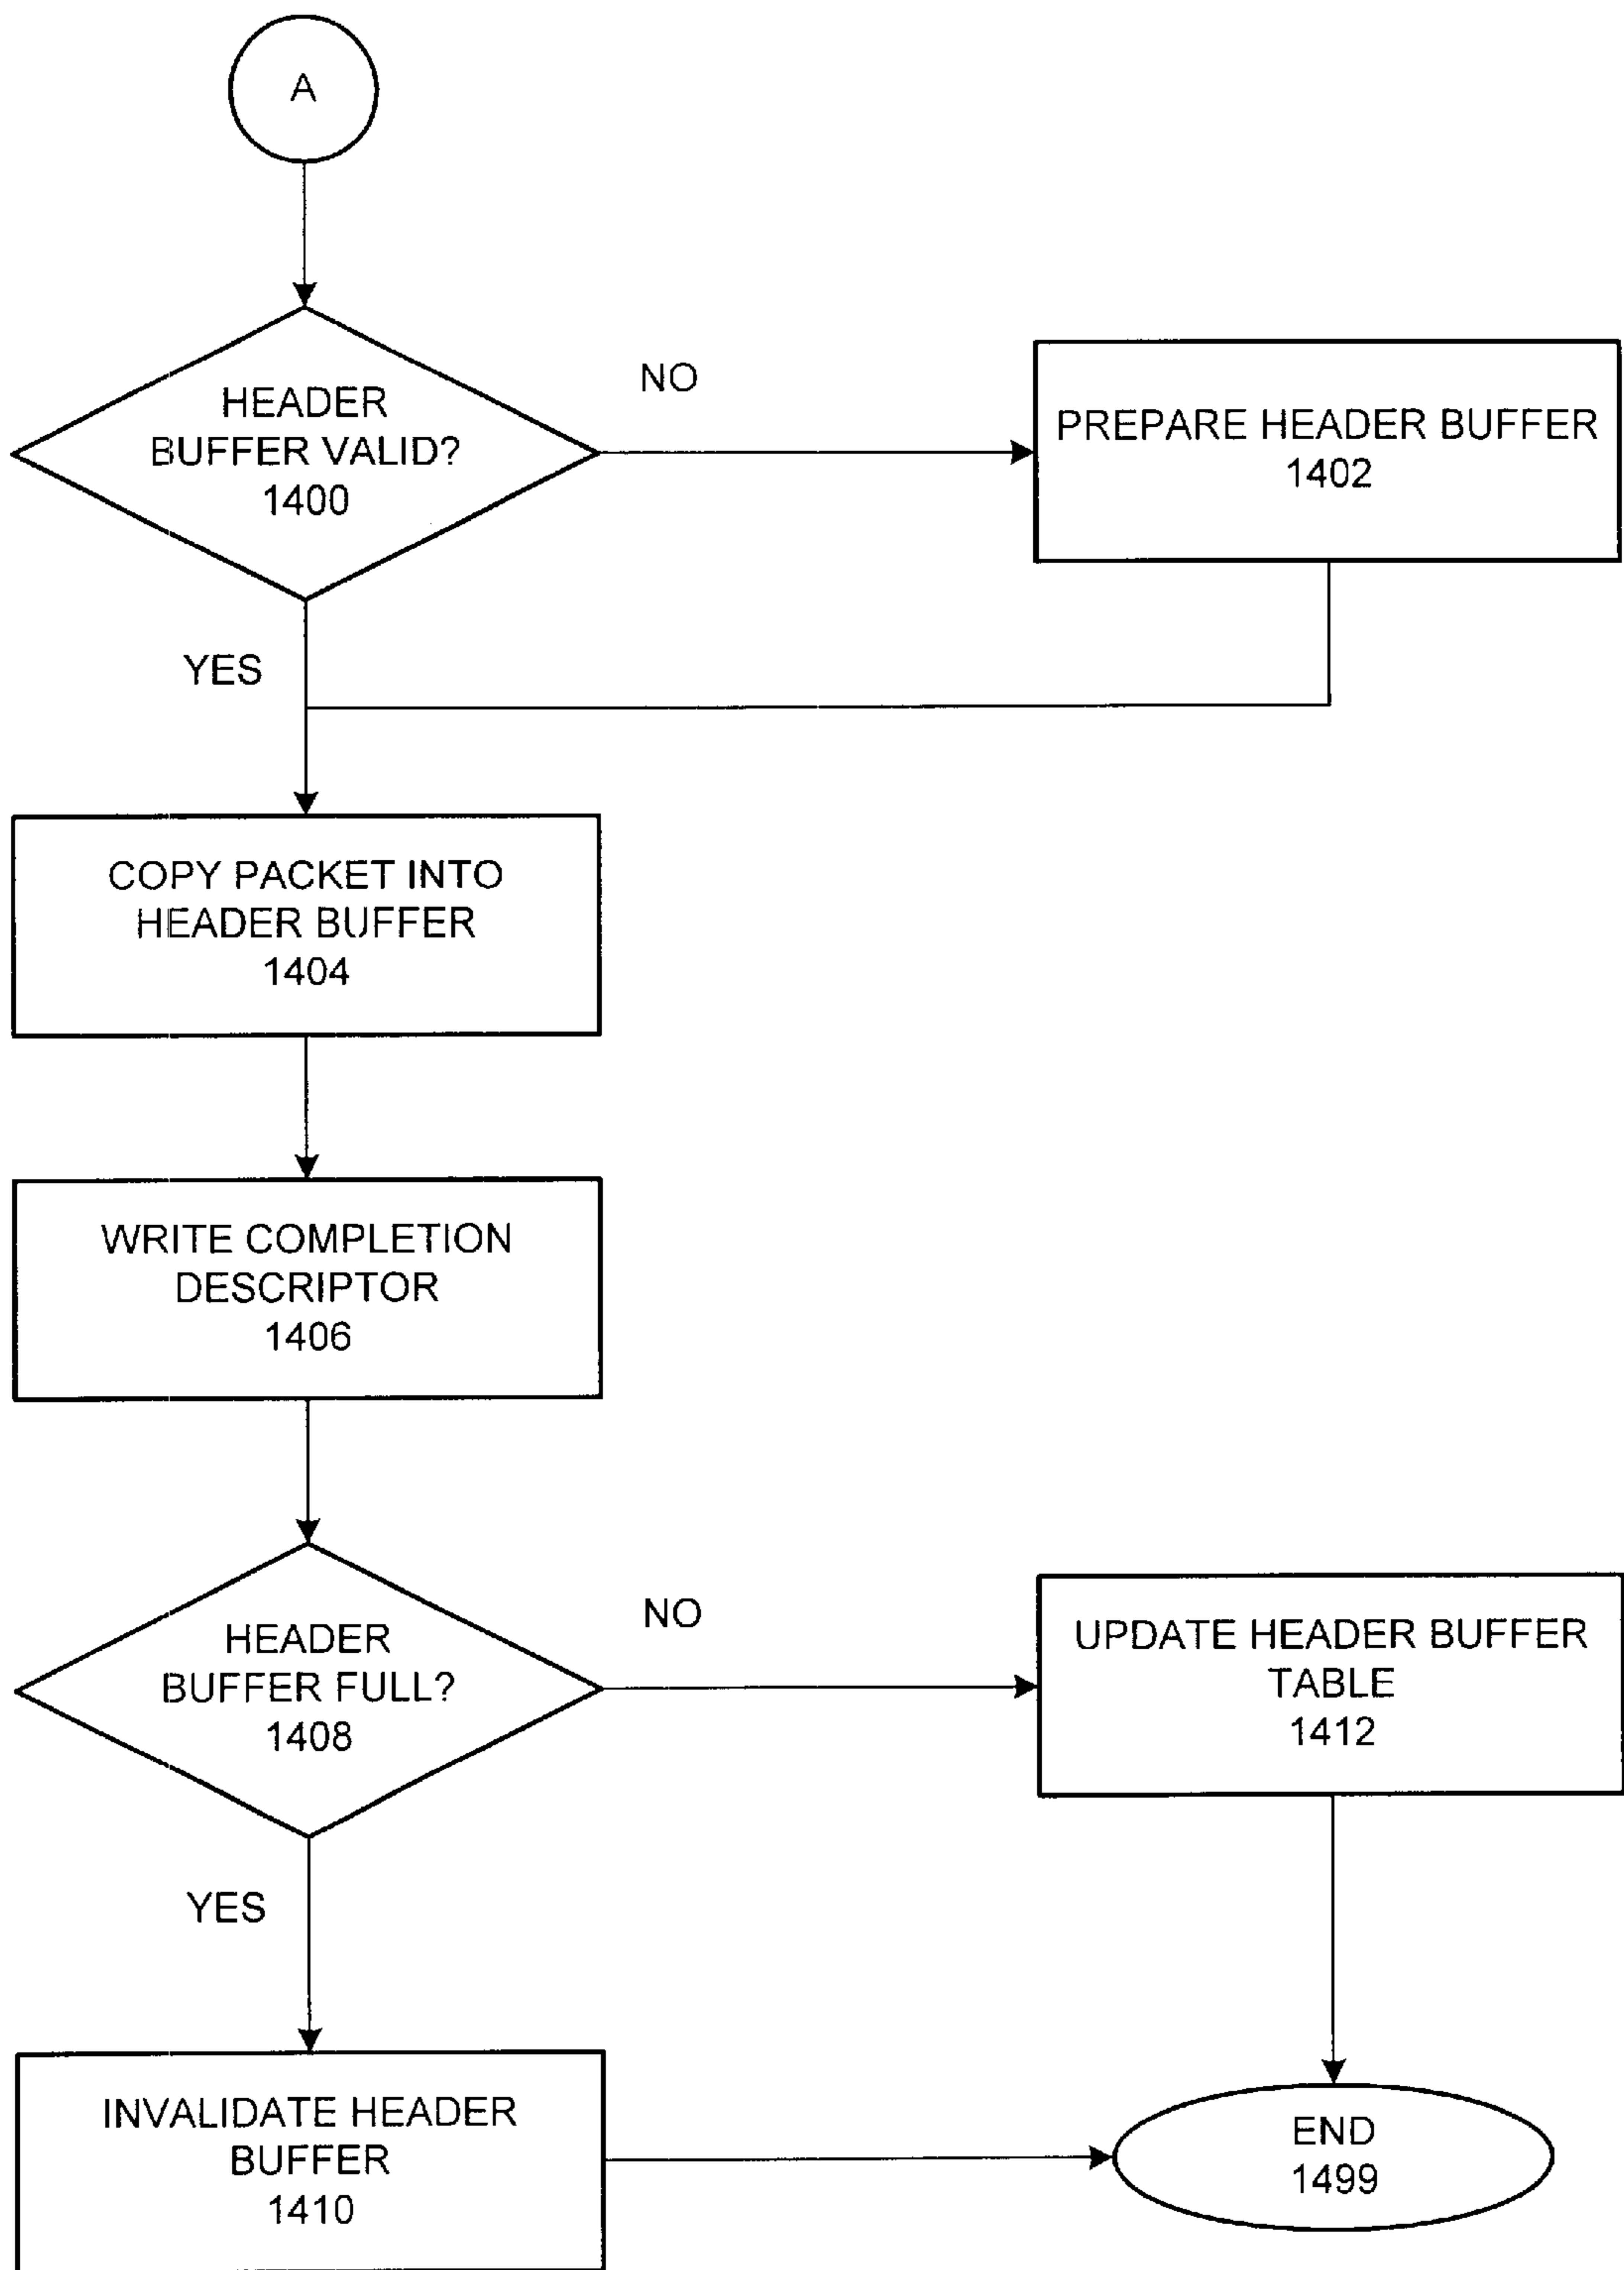 A
HEADER
BUFFER VALID?
1400
NO
PREPARE HEADER BUFFER
1402
YES
COPY PACKET INTO
HEADER BUFFER
1404
WRITE COMPLETION
DESCRIPTOR
1406
HEADER
BUFFER FULL?
1408
NO
UPDATE HEADER BUFFER
TABLE
1412
YES
INVALIDATE HEADER
BUFFER
1410
END
1499